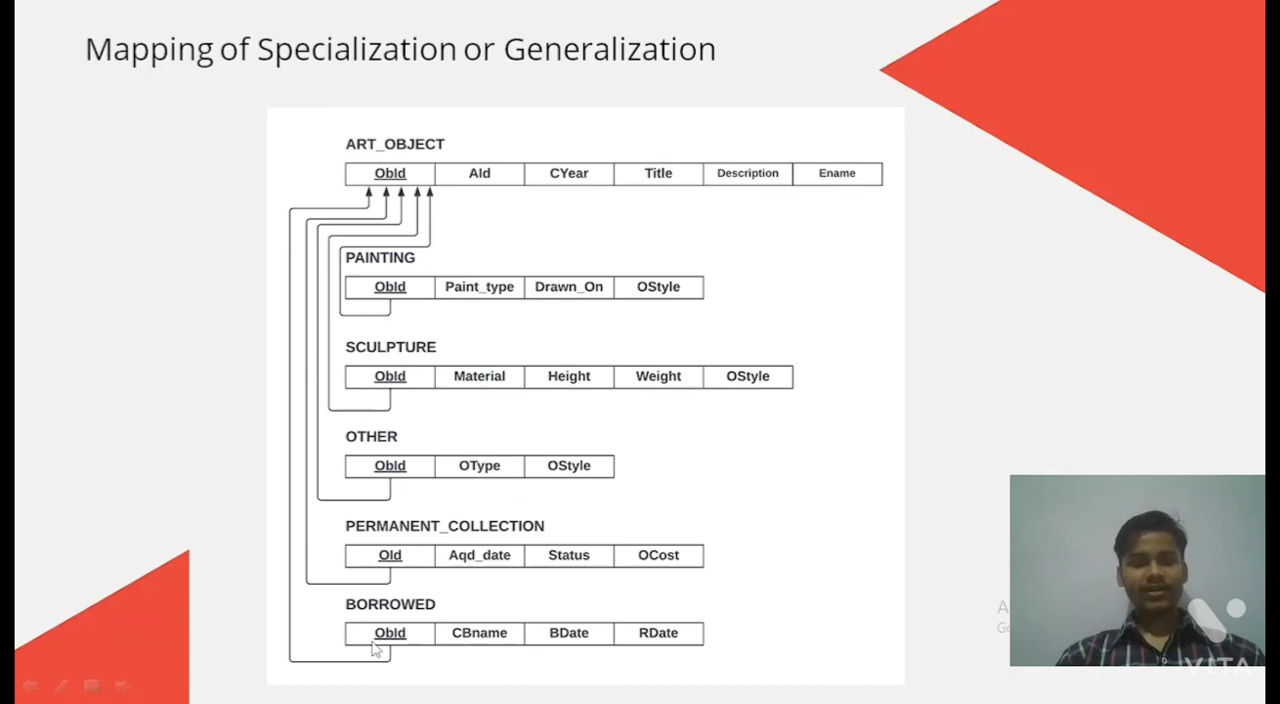 Mapping of Specialization or Generalization
ART_OBJECT
ObId AId CYear Title Description Ename
PAINTING
ObId Paint_type Drawn_On OStyle
SCULPTURE
ObId Material Height Weight OStyle
OTHER
ObId OType OStyle
PERMANENT_COLLECTION
OId Aqd_date Status OCost
BORROWED
ObId CBname BDate RDate
VITA